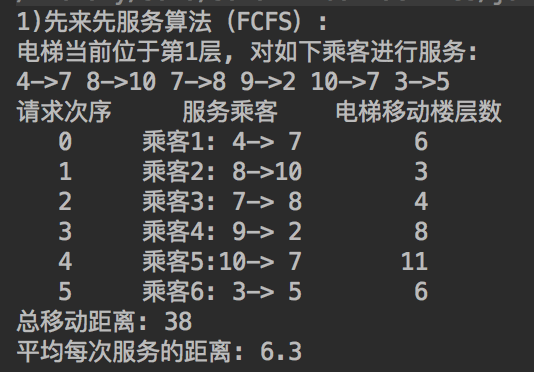 1)先来先服务算法 (FCFS) :
电梯当前位于第1层, 对如下乘客进行服务:
4->7 8->10 7->8 9->2 10->7 3->5
请求次序 服务乘客 电梯移动楼层数
0 乘客1: 4-> 7 6
1 乘客2: 8->10 3
2 乘客3: 7-> 8 4
3 乘客4: 9-> 2 8
4 乘客5:10-> 7 11
5 乘客6: 3-> 5 6
总移动距离: 38
平均每次服务的距离: 6.3